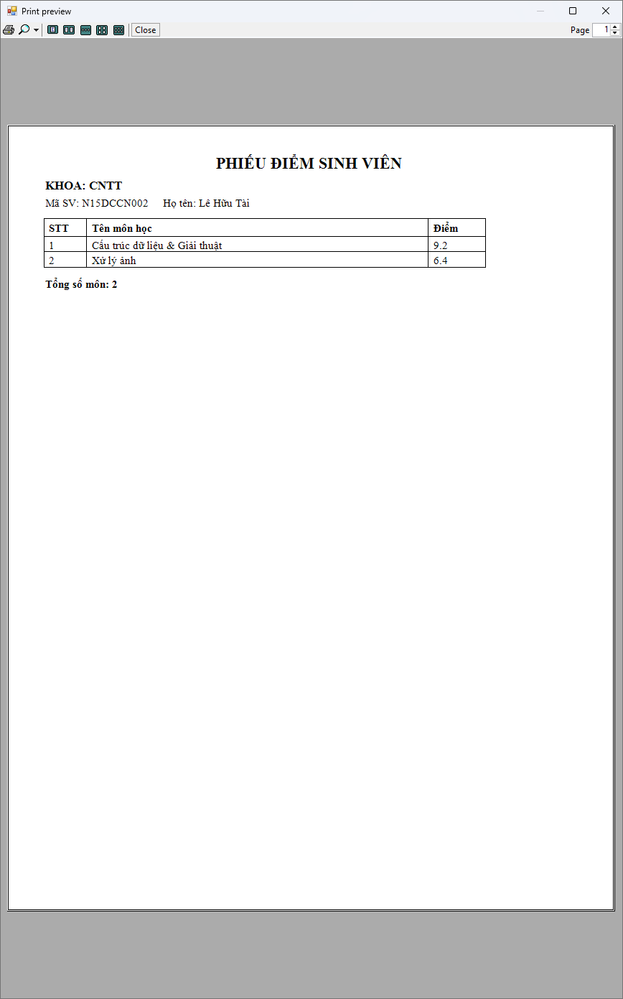 Print preview
Close
Page 1
PHIẾU ĐIỂM SINH VIÊN
KHOA: CNTT
Mã SV: N15DCCN002 Họ tên: Lê Hữu Tài
STT Tên môn học Điểm
1 Cấu trúc dữ liệu & Giải thuật 9.2
2 Xử lý ảnh 6.4
Tổng số môn: 2